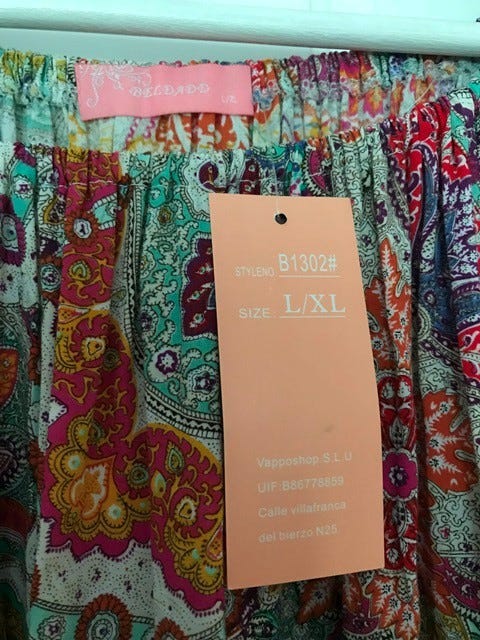 BELDADD
L/XL
STYLENO B1302#
SIZE: L/XL
Vapposhop.S.L.U
UIF:B86778859
Calle villafranca
del bierzo N25